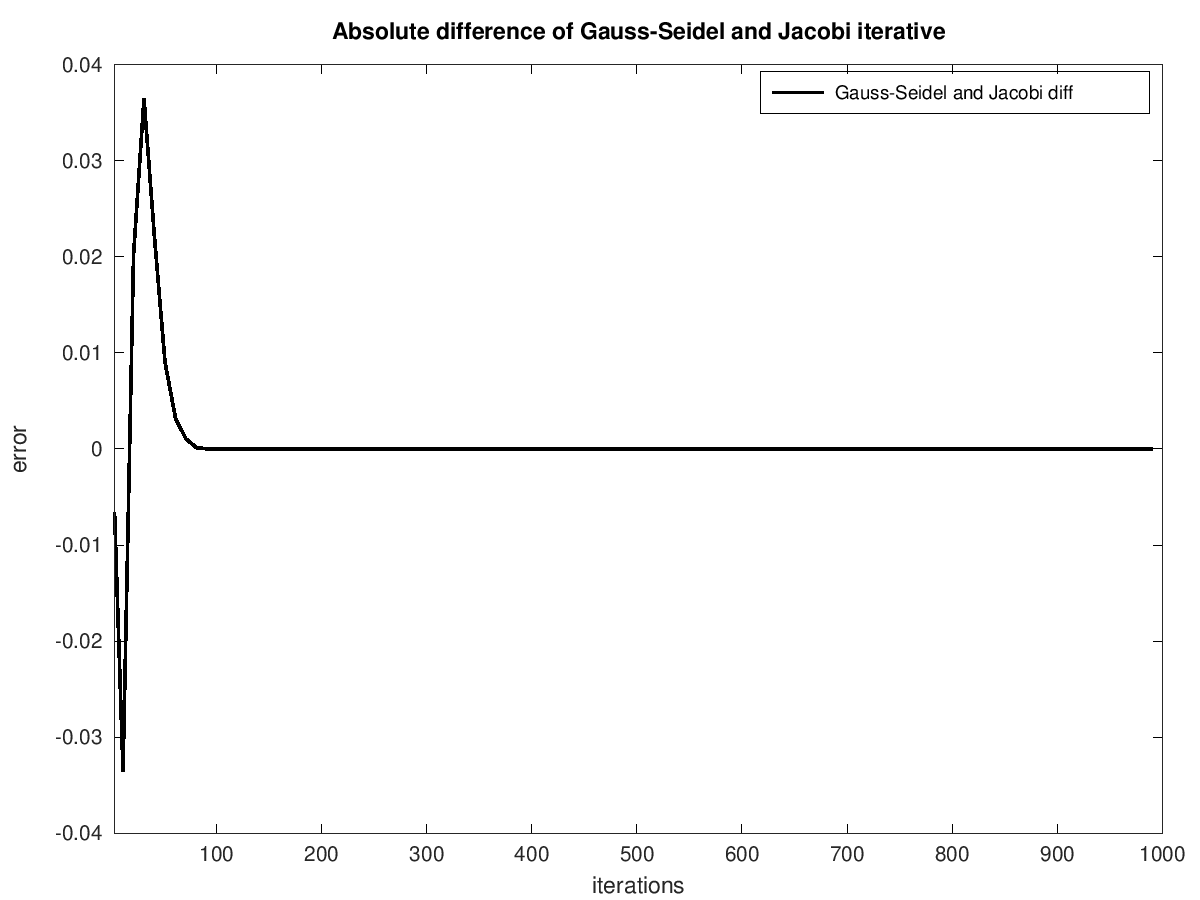 Absolute difference of Gauss-Seidel and Jacobi iterative
Gauss-Seidel and Jacobi diff
0.04
0.03
0.02
0.01
0
-0.01
-0.02
-0.03
-0.04
error
100 200 300 400 500 600 700 800 900 1000
iterations